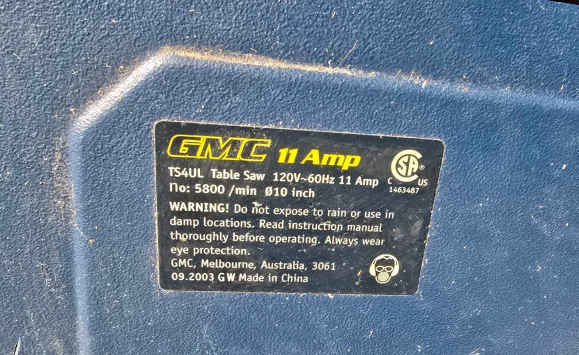 GMC 11 Amp
TS4UL Table Saw 120V~60Hz 11 Amp
no: 5800 /min Ø10 inch
CSA ®
C US
1463487
WARNING! Do not expose to rain or use in
damp locations. Read instruction manual
thoroughly before operating. Always wear
eye protection.
GMC, Melbourne, Australia, 3061
09.2003 GW Made in China